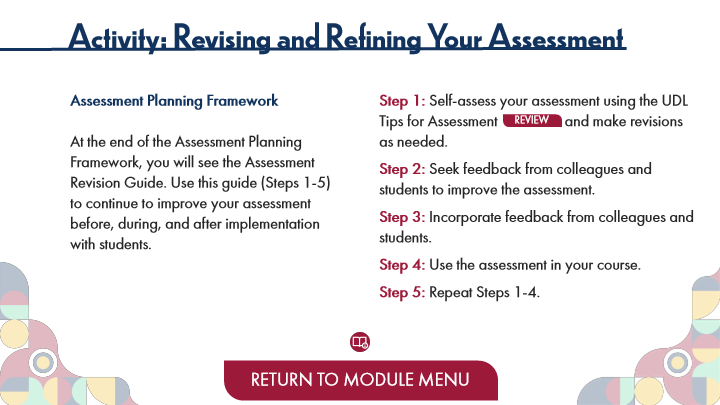 Activity: Revising and Refining Your Assessment
Assessment Planning Framework
At the end of the Assessment Planning
Framework, you will see the Assessment
Revision Guide. Use this guide (Steps 1-5)
to continue to improve your assessment
before, during, and after implementation
with students.
Step 1: Self-assess your assessment using the UDL
Tips for Assessment REVIEW and make revisions
as needed.
Step 2: Seek feedback from colleagues and
students to improve the assessment.
Step 3: Incorporate feedback from colleagues and
students.
Step 4: Use the assessment in your course.
Step 5: Repeat Steps 1-4.
RETURN TO MODULE MENU